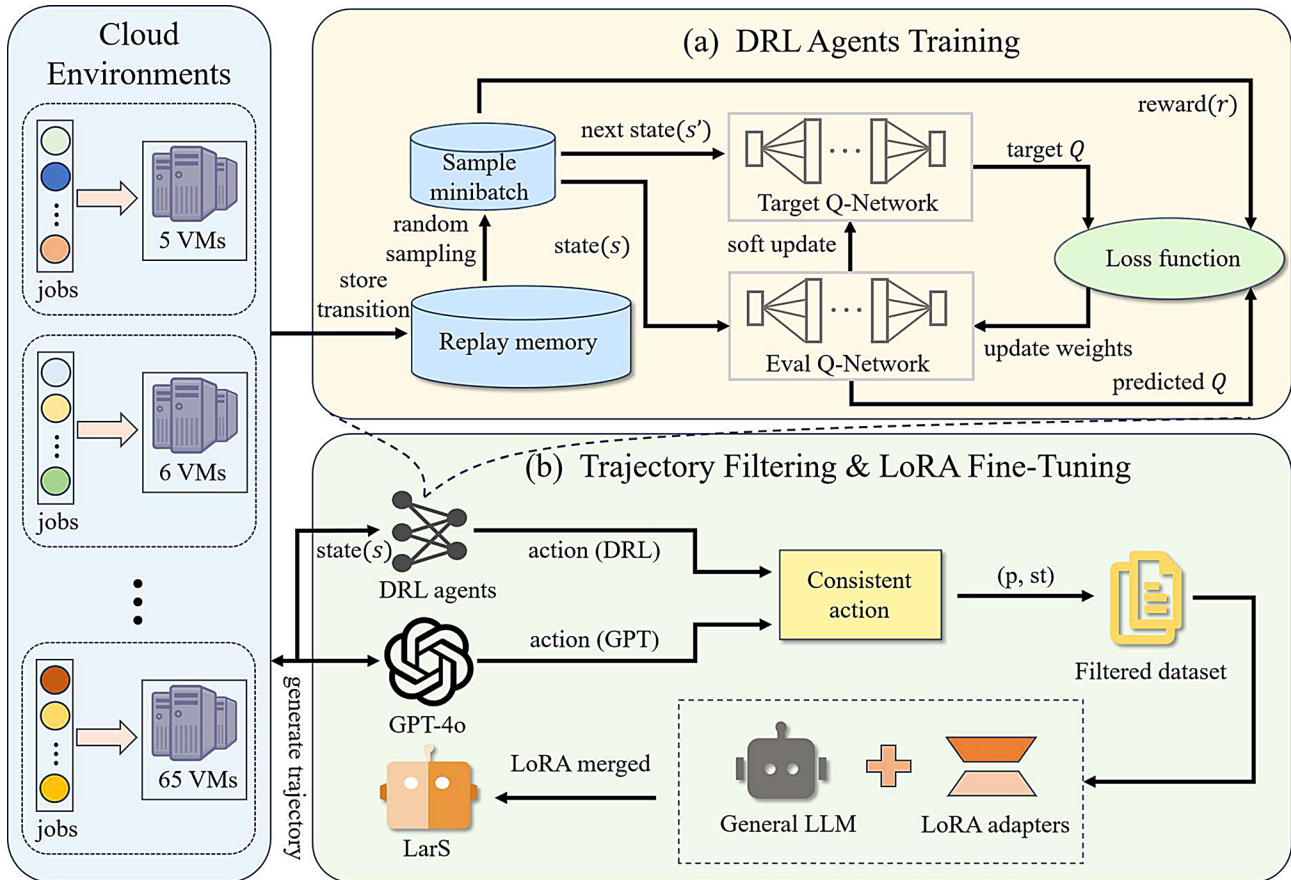 Cloud
Environments
jobs
5 VMs
jobs
6 VMs
jobs
65 VMs
(a) DRL Agents Training
reward(r)
next state(s')
Sample
minibatch
target Q
Target Q-Network
random
sampling
state(s)
soft update
Loss function
store
transition
Replay memory
Eval Q-Network
update weights
predicted Q
(b) Trajectory Filtering & LoRA Fine-Tuning
state(s)
DRL agents
action (DRL)
Consistent
action
(p, st)
Filtered dataset
action (GPT)
GPT-4o
generate trajectory
LoRA merged
LarS
General LLM
LoRA adapters